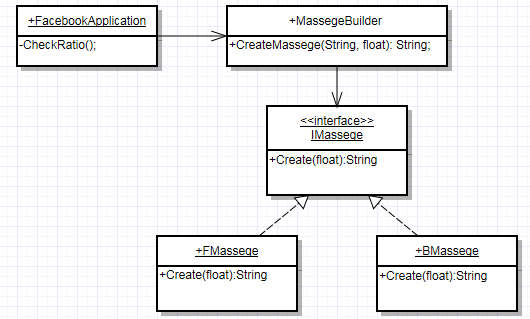 +FacebookApplication
-CheckRatio();
+MassegeBuilder
+CreateMassege(String, float): String;
<<interface>>
IMassege
+Create(float):String
+FMassege
+Create(float):String
+BMassege
+Create(float):String